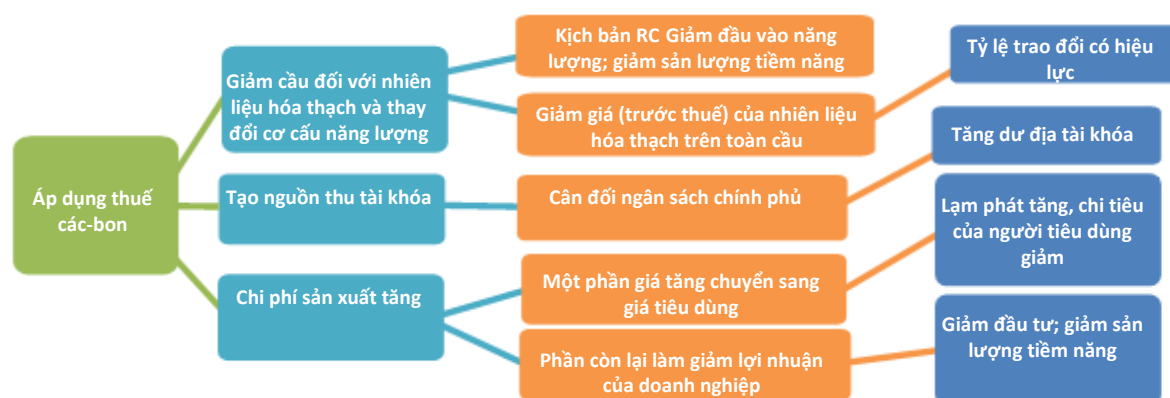 Áp dụng thuế
các-bon
Giảm cầu đối với nhiên
liệu hóa thạch và thay
đổi cơ cấu năng lượng
Tạo nguồn thu tài khóa
Chi phí sản xuất tăng
Kịch bản RC Giảm đầu vào năng
lượng; giảm sản lượng tiềm năng
Giảm giá (trước thuế) của nhiên liệu
hóa thạch trên toàn cầu
Cân đối ngân sách chính phủ
Một phần giá tăng chuyển sang
giá tiêu dùng
Phần còn lại làm giảm lợi nhuận
của doanh nghiệp
Tỷ lệ trao đổi có hiệu
lực
Tăng dư địa tài khóa
Lạm phát tăng, chi tiêu
của người tiêu dùng
giảm
Giảm đầu tư; giảm sản
lượng tiềm năng